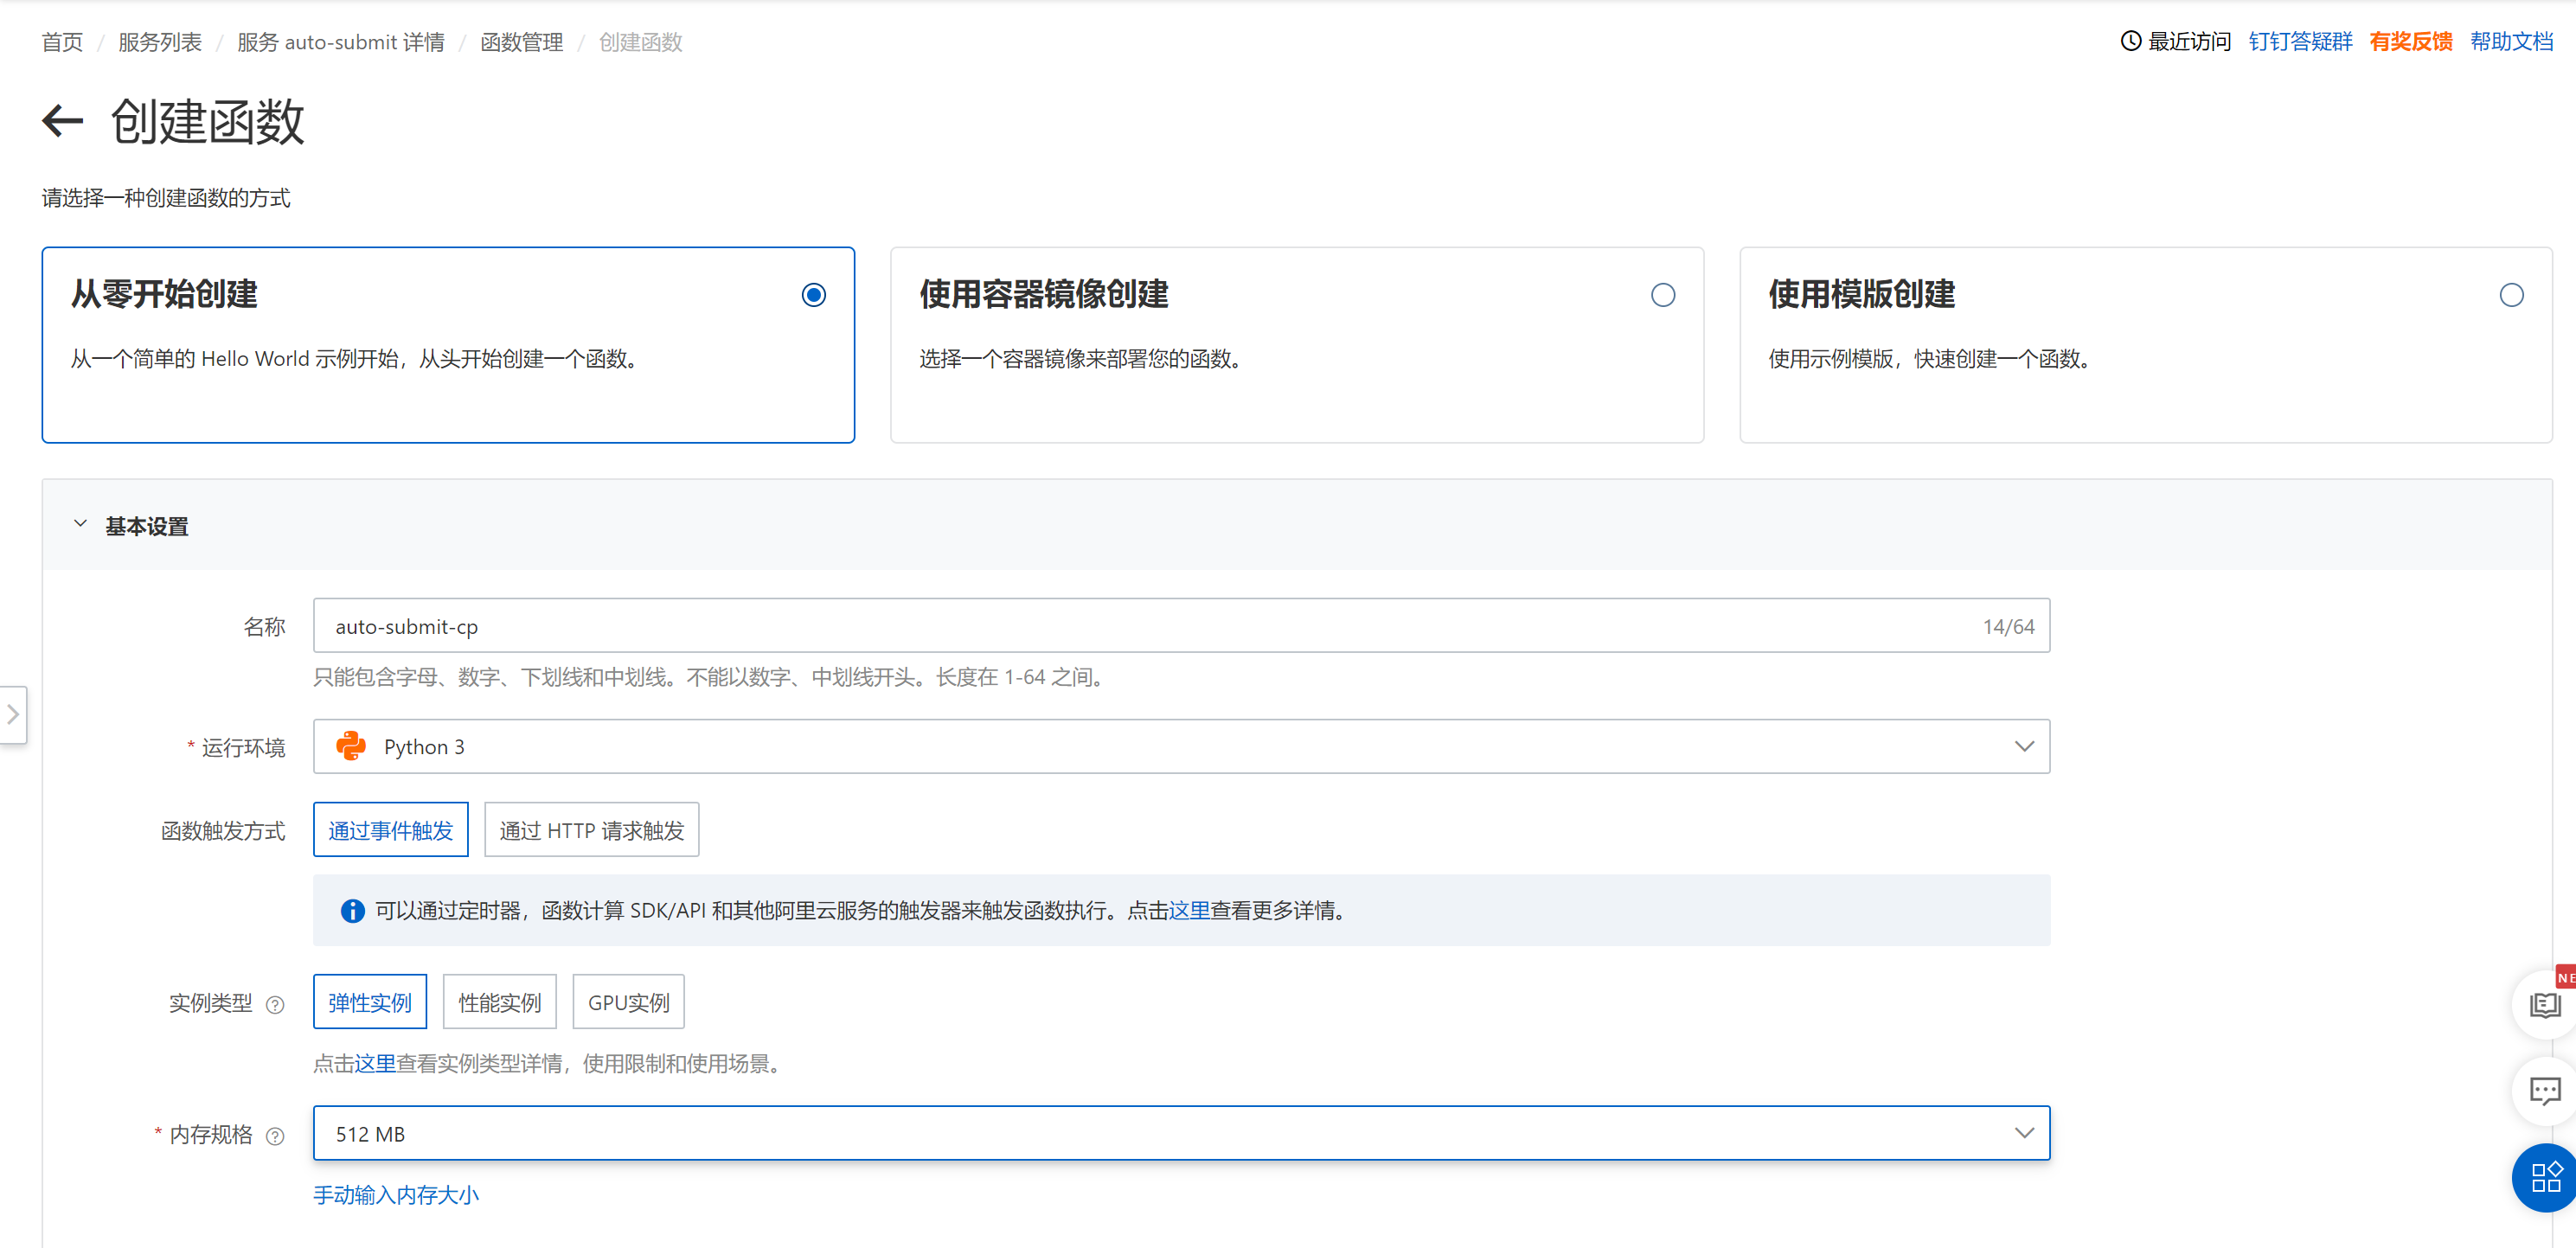 首页 / 服务列表 / 服务 auto-submit 详情 / 函数管理 / 创建函数
最近访问 钉钉答疑群 有奖反馈 帮助文档
创建函数
请选择一种创建函数的方式
从零开始创建
从一个简单的 Hello World 示例开始，从头开始创建一个函数。
使用容器镜像创建
选择一个容器镜像来部署您的函数。
使用模版创建
使用示例模版，快速创建一个函数。
基本设置
名称 auto-submit-cp 14/64
只能包含字母、数字、下划线和中划线。不能以数字、中划线开头。长度在 1-64 之间。
* 运行环境 Python 3
函数触发方式 通过事件触发 通过 HTTP 请求触发
可以通过定时器，函数计算 SDK/API 和其他阿里云服务的触发器来触发函数执行。点击这里查看更多详情。
实例类型 弹性实例 性能实例 GPU实例
NE
点击这里查看实例类型详情，使用限制和使用场景。
* 内存规格 512 MB
手动输入内存大小